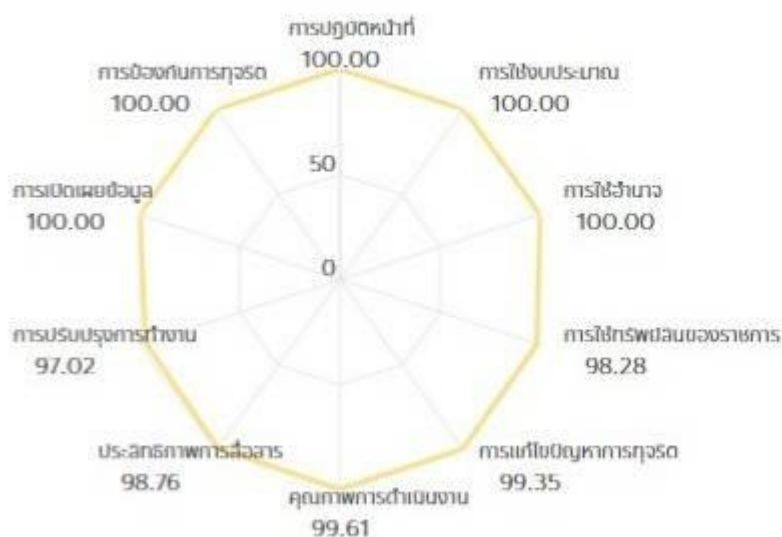 การปฏิบัติหน้าที่
100.00
การใช้งบประมาณ
100.00
การใช้อำนาจ
100.00
การใช้ทรัพย์สินของราชการ
98.28
การแก้ไขปัญหาการทุจริต
99.35
คุณภาพการดำเนินงาน
99.61
ประสิทธิภาพการสื่อสาร
98.76
การปรับปรุงการทำงาน
97.02
การเปิดเผยข้อมูล
100.00
การป้องกันการทุจริต
100.00
50
0